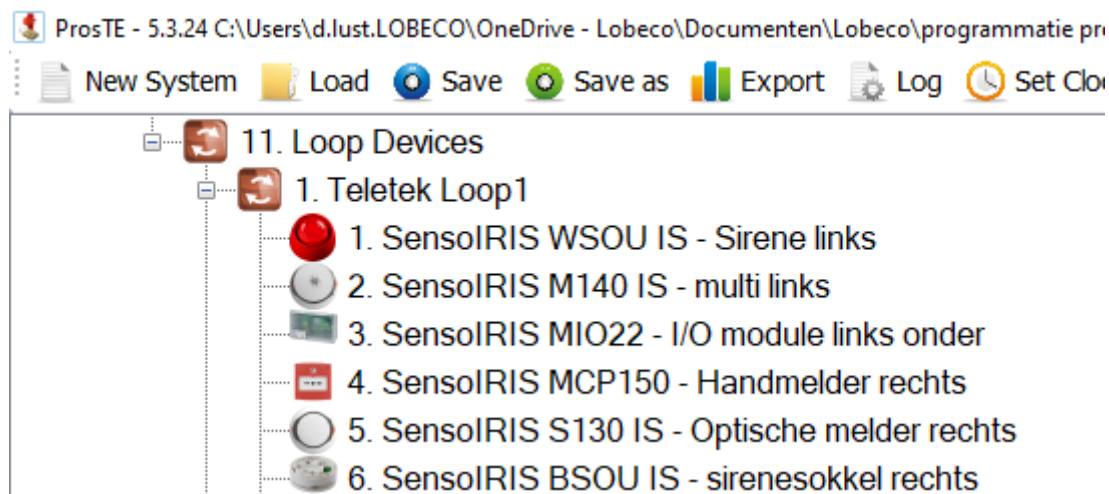 ProsTE - 5.3.24 C:\Users\d.lust.LOBECO\OneDrive - Lobeco\Documenten\Lobeco\programmatie
New System Load Save Save as Export Log Set
11. Loop Devices
1. Teletek Loop1
1. SensoIRIS WSOU IS - Sirene links
2. SensoIRIS M140 IS - multi links
3. SensoIRIS MIO22 - I/O module links onder
4. SensoIRIS MCP150 - Handmelder rechts
5. SensoIRIS S130 IS - Optische melder rechts
6. SensoIRIS BSOU IS - sirenesokkel rechts